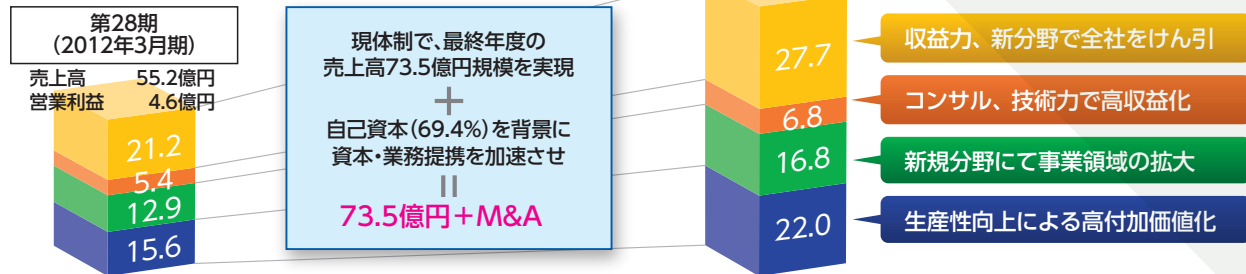 第28期
(2012年3月期)
売上高 55.2億円
営業利益 4.6億円
21.2
5.4
12.9
15.6
現体制で、最終年度の
売上高73.5億円規模を実現
＋
自己資本(69.4%)を背景に
資本・業務提携を加速させ
＝
73.5億円＋M&A
27.7
6.8
16.8
22.0
収益力、新分野で全社をけん引
コンサル、技術力で高収益化
新規分野にて事業領域の拡大
生産性向上による高付加価値化